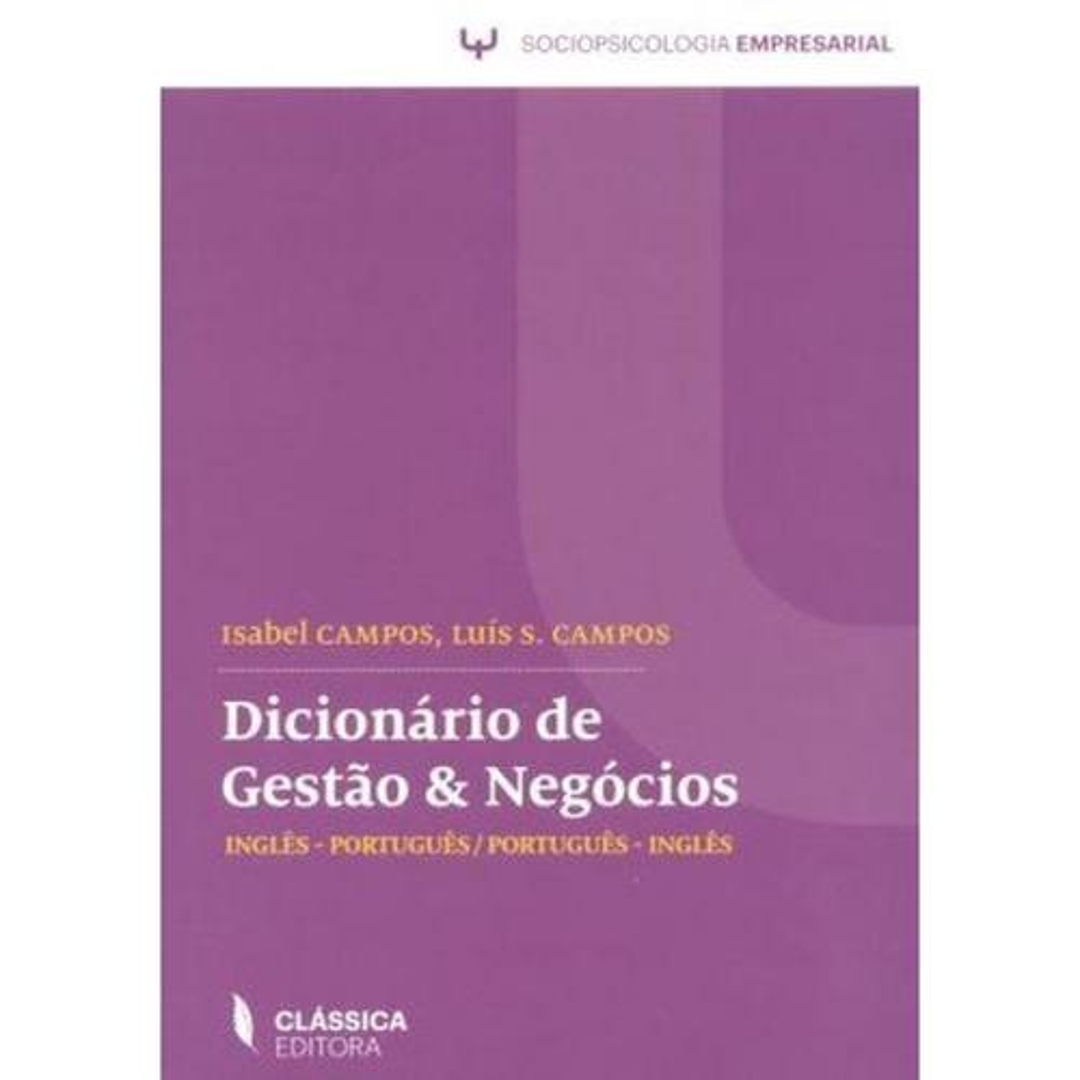 SOCIOPSICOLOGIA EMPRESARIAL
Isabel CAMPOS, Luís S. CAMPOS
Dicionário de
Gestão & Negócios
INGLÊS - PORTUGUÊS / PORTUGUÊS - INGLÊS
CLÁSSICA
EDITORA